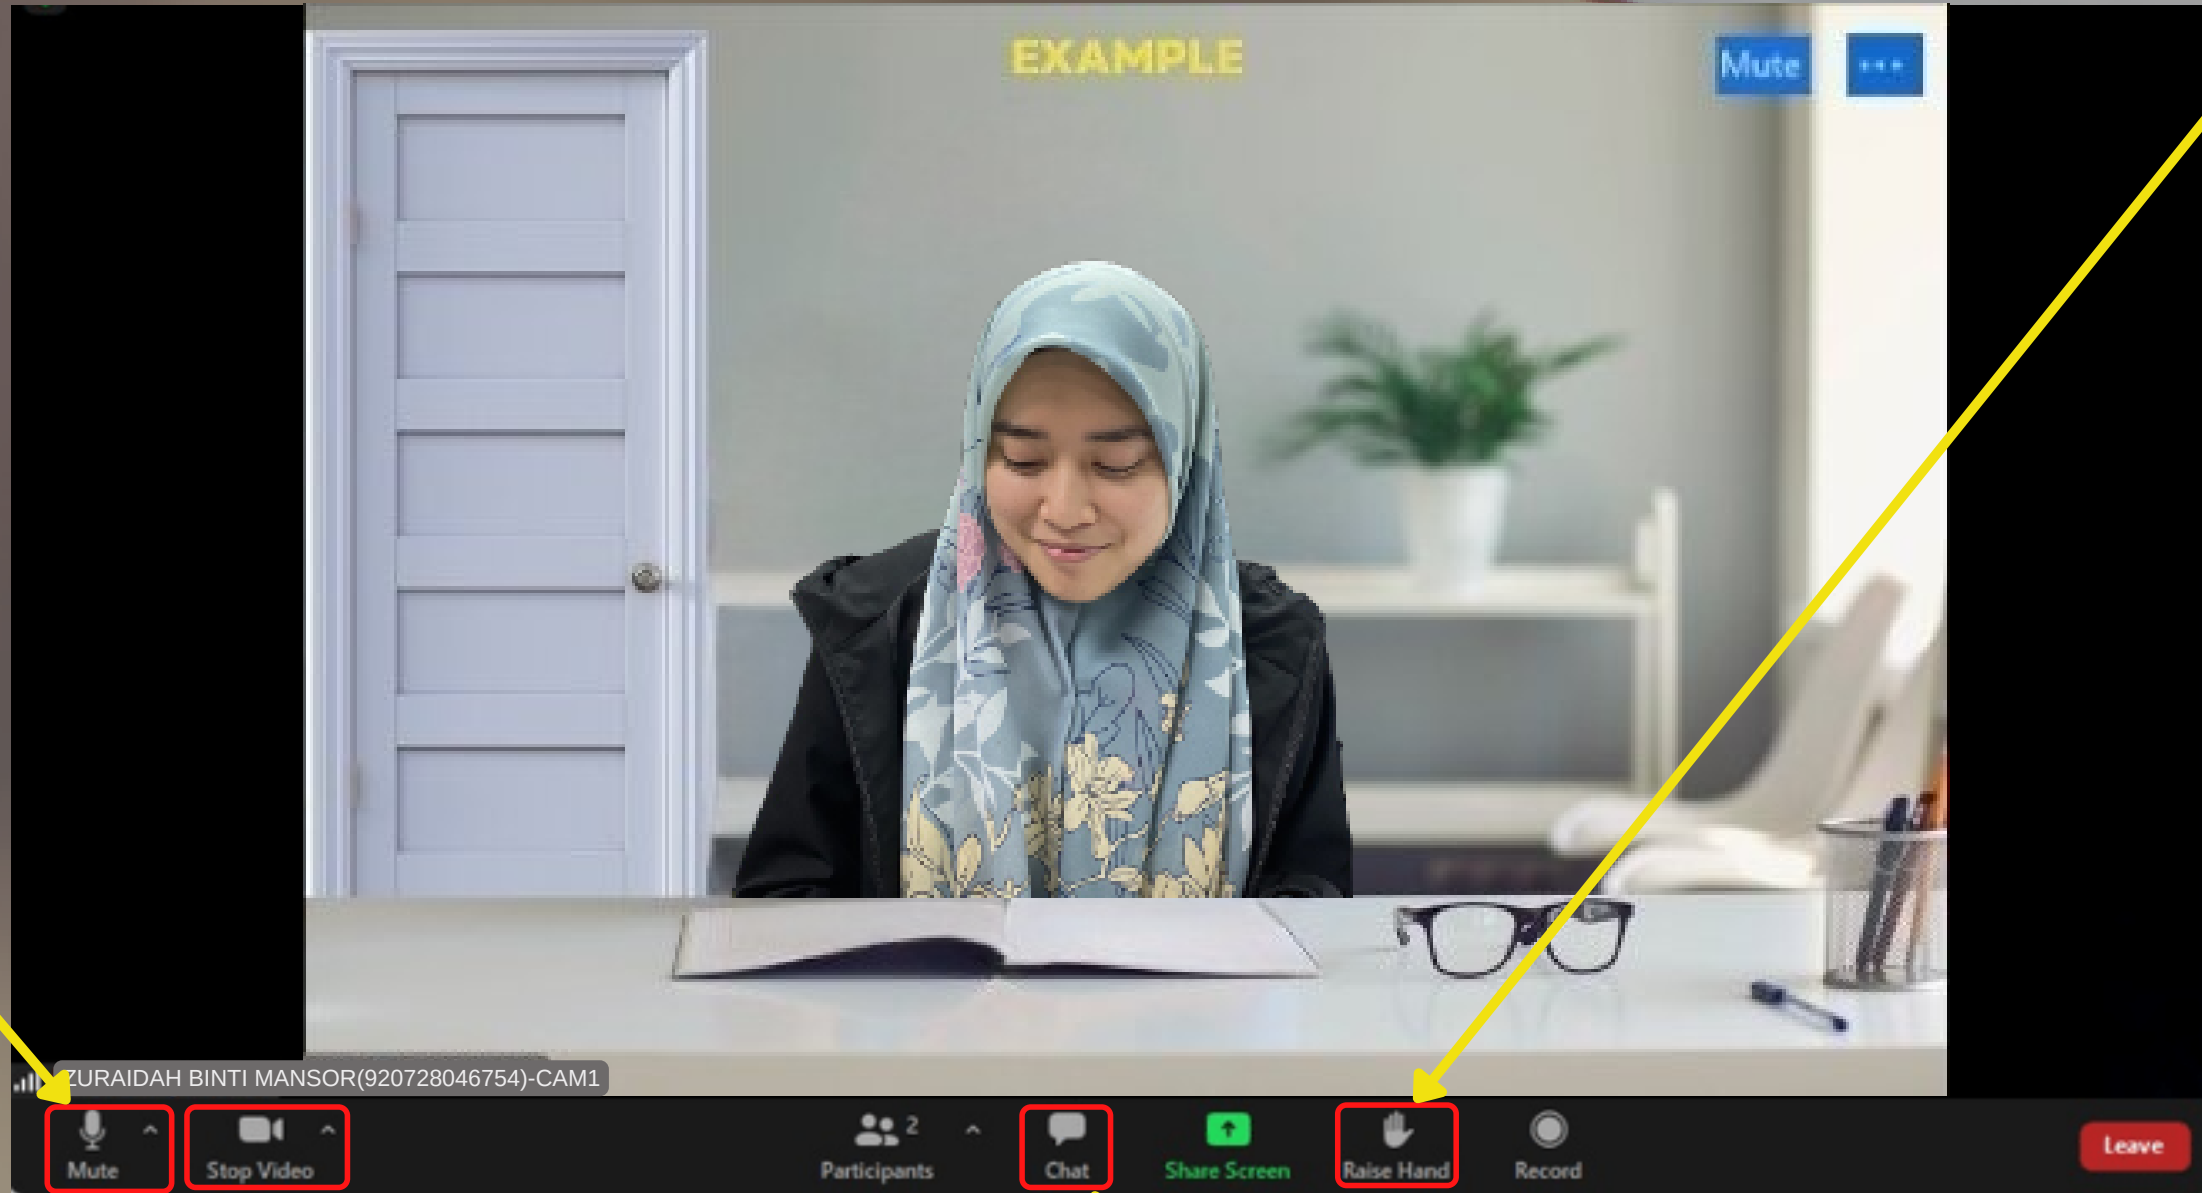 EXAMPLE
Mute
ZURAIDAH BINTI MANSOR(920728046754)-CAM1
Mute
Stop Video
Participants
2
Chat
Share Screen
Raise Hand
Record
Leave